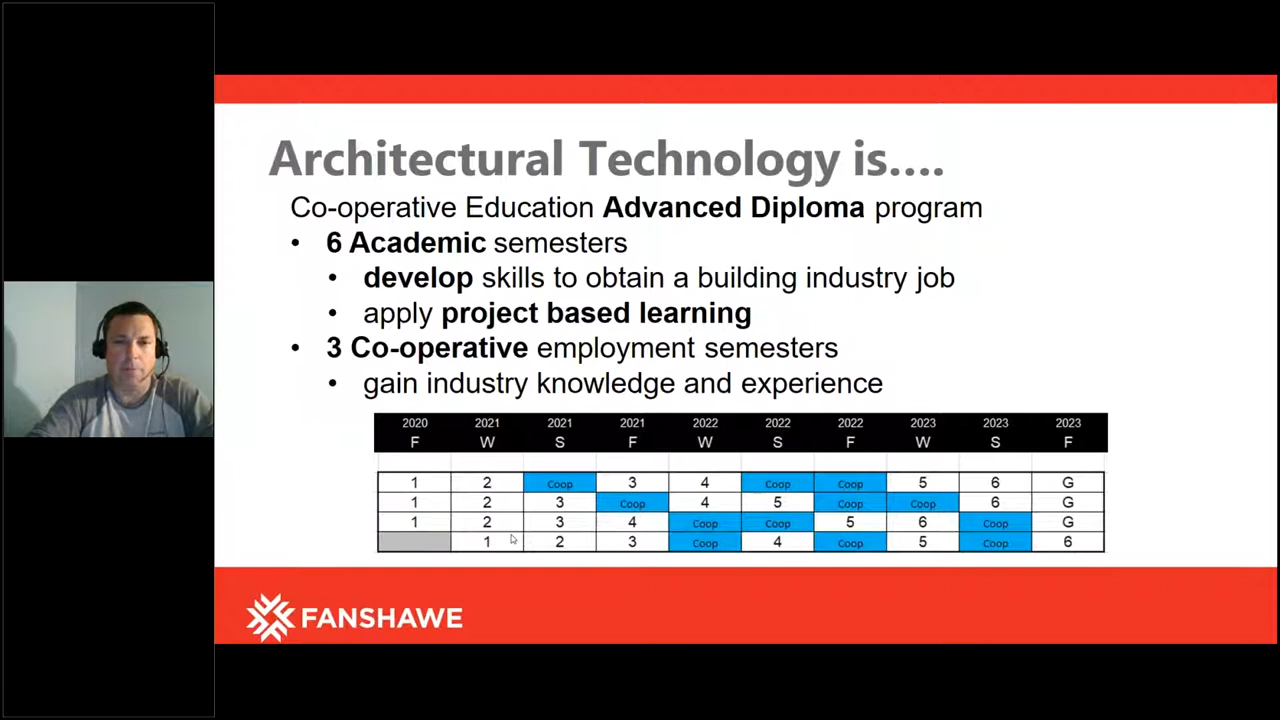 Architectural Technology is....
Co-operative Education Advanced Diploma program
• 6 Academic semesters
• develop skills to obtain a building industry job
• apply project based learning
• 3 Co-operative employment semesters
• gain industry knowledge and experience
2020 2021 2021 2021 2022 2022 2022 2023 2023 2023
F W S F W S F W S F
1 2 Coop 3 4 Coop Coop 5 6 G
1 2 3 Coop 4 5 Coop Coop 6 G
1 2 3 4 Coop Coop 5 6 Coop G
1 2 3 Coop 4 Coop 5 Coop 6
FANSHAWE